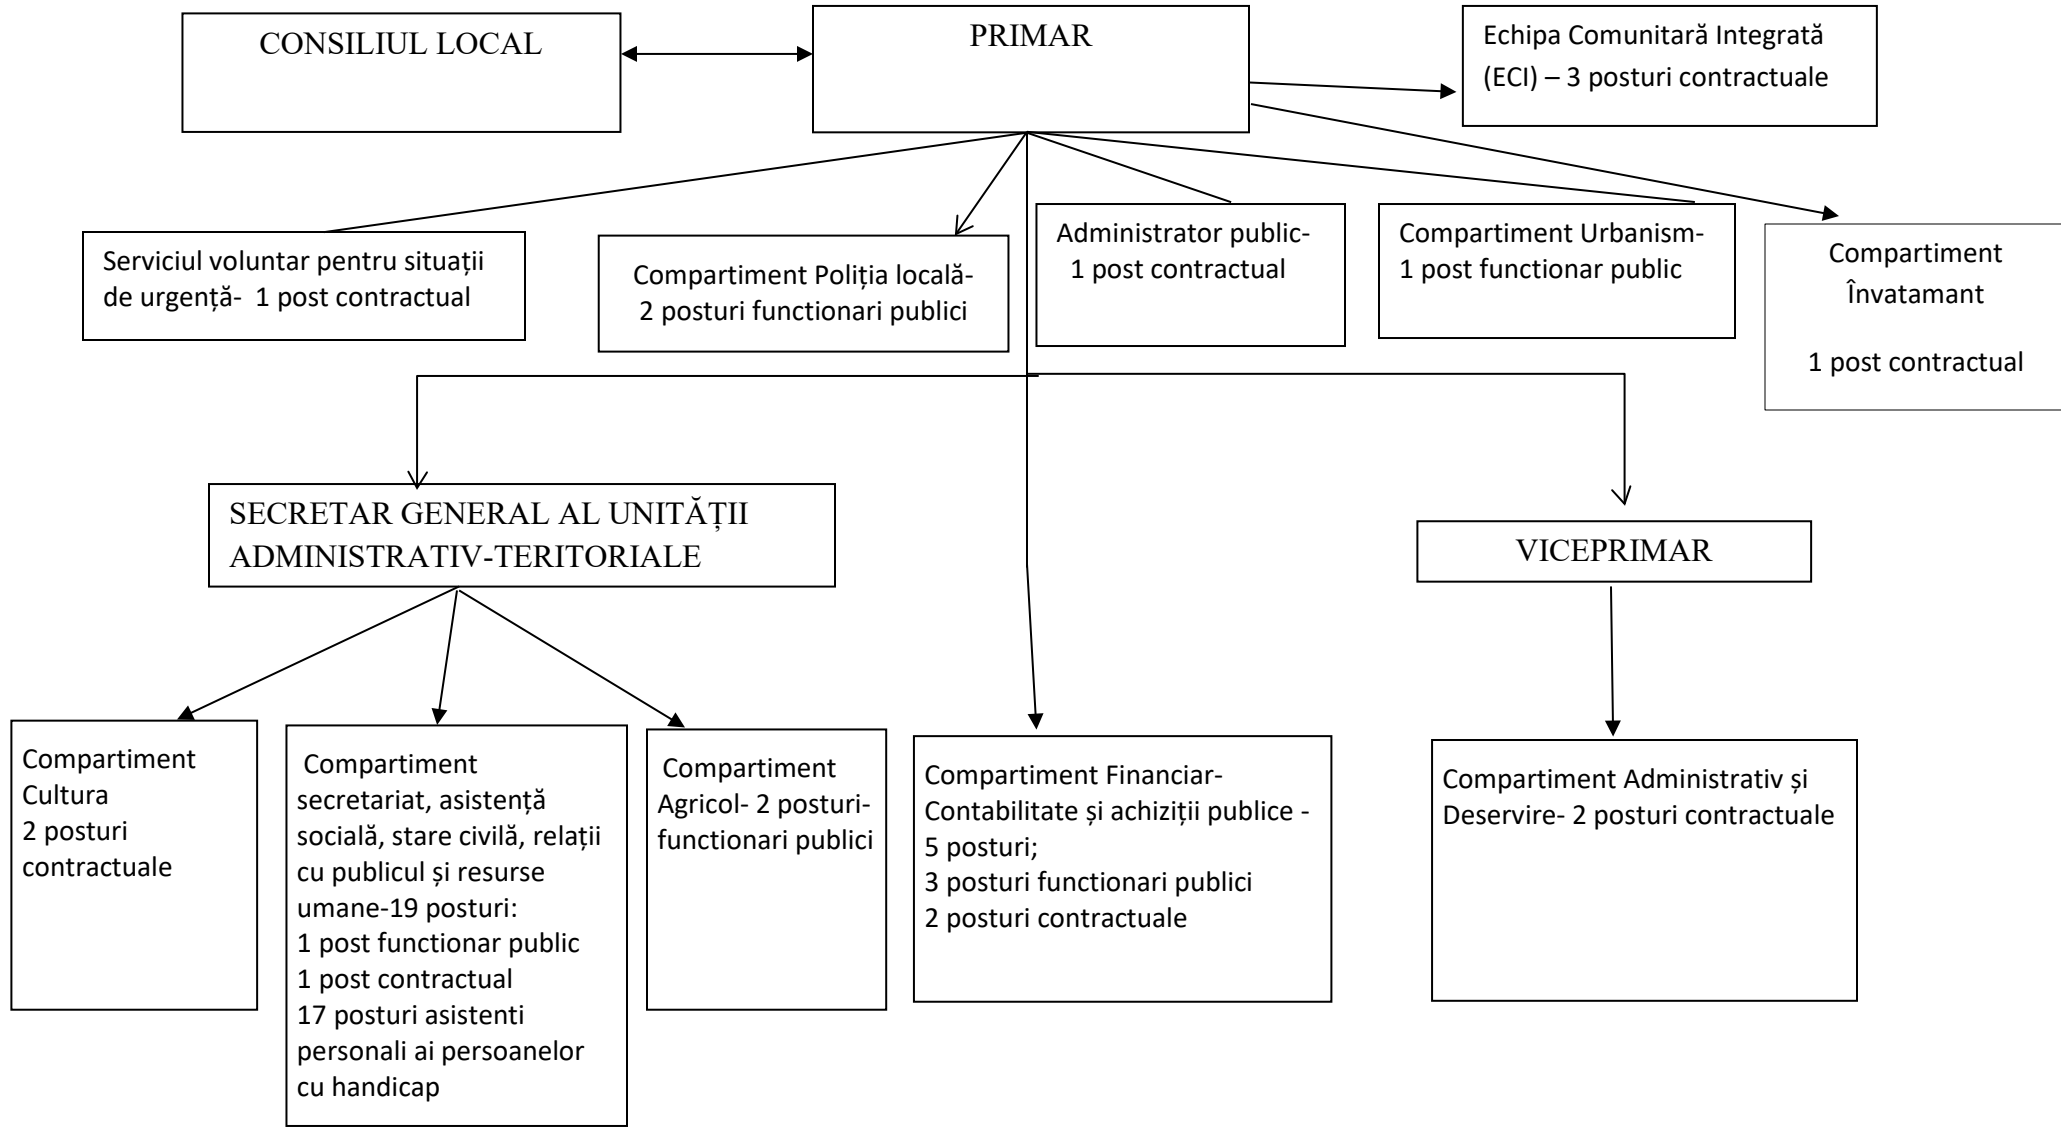 CONSILIUL LOCAL
PRIMAR
Echipa Comunitară Integrată
(ECI) – 3 posturi contractuale
Serviciul voluntar pentru situații
de urgență- 1 post contractual
Compartiment Poliția locală-
2 posturi functionari publici
Administrator public-
1 post contractual
Compartiment Urbanism-
1 post functionar public
Compartiment
Învatamant
1 post contractual
SECRETAR GENERAL AL UNITĂȚII
ADMINISTRATIV-TERITORIALE
VICEPRIMAR
Compartiment
Cultura
2 posturi
contractuale
Compartiment
secretariat, asistență
socială, stare civilă, relații
cu publicul și resurse
umane-19 posturi:
1 post functionar public
1 post contractual
17 posturi asistenti
personali ai persoanelor
cu handicap
Compartiment
Agricol- 2 posturi-
functionari publici
Compartiment Financiar-
Contabilitate și achiziții publice -
5 posturi;
3 posturi functionari publici
2 posturi contractuale
Compartiment Administrativ și
Deservire- 2 posturi contractuale